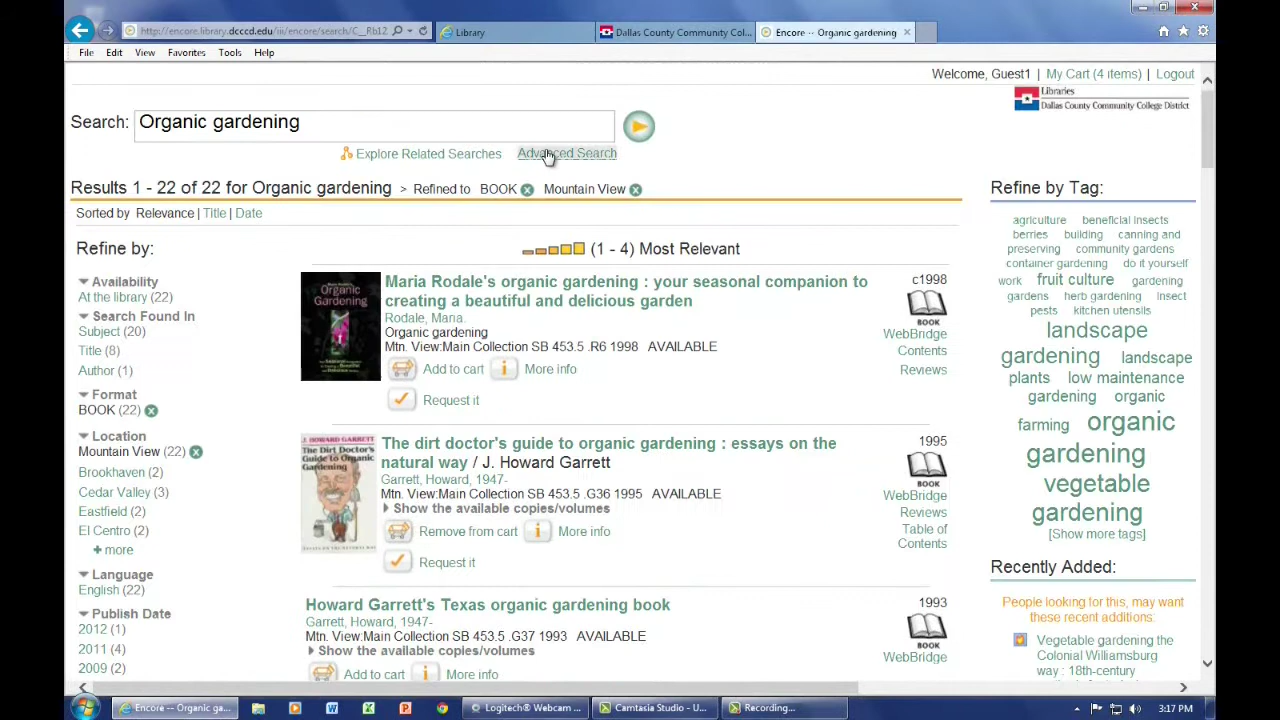 http://encore.library.dcccd.edu/iii/encore/search/C__Rb12
Library
Dallas County Community Col...
Encore -- Organic gardening
File Edit View Favorites Tools Help
Welcome, Guest1 | My Cart (4 items) | Logout
Libraries
Dallas County Community College District
Search: Organic gardening
Explore Related Searches Advanced Search
Results 1 - 22 of 22 for Organic gardening > Refined to BOOK Mountain View
Sorted by Relevance | Title | Date
Refine by:
Availability
At the library (22)
Search Found In
Subject (20)
Title (8)
Author (1)
Format
BOOK (22)
Location
Mountain View (22)
Brookhaven (2)
Cedar Valley (3)
Eastfield (2)
El Centro (2)
+ more
Language
English (22)
Publish Date
2012 (1)
2011 (4)
2009 (2)
(1 - 4) Most Relevant
Maria Rodale's organic gardening : your seasonal companion to
creating a beautiful and delicious garden
Rodale, Maria.
Organic gardening
Mtn. View:Main Collection SB 453.5 .R6 1998 AVAILABLE
Add to cart More info
Request it
c1998
BOOK
WebBridge
Contents
Reviews
The dirt doctor's guide to organic gardening : essays on the
natural way / J. Howard Garrett
Garrett, Howard, 1947-
Mtn. View:Main Collection SB 453.5 .G36 1995 AVAILABLE
Show the available copies/volumes
Remove from cart More info
Request it
1995
BOOK
WebBridge
Reviews
Table of
Contents
Howard Garrett's Texas organic gardening book
Garrett, Howard, 1947-
Mtn. View:Main Collection SB 453.5 .G37 1993 AVAILABLE
Show the available copies/volumes
Add to cart More info
1993
BOOK
WebBridge
Refine by Tag:
agriculture beneficial insects
berries building canning and
preserving community gardens
container gardening do it yourself
work fruit culture gardening
gardens herb gardening Insect
pests kitchen utensils
landscape
gardening landscape
plants low maintenance
gardening organic
farming organic
gardening
vegetable
gardening
[Show more tags]
Recently Added:
People looking for this, may want
these recent additions:
Vegetable gardening the
Colonial Williamsburg
way : 18th-century
Encore -- Organic ga...
Logitech® Webcam ...
Camtasia Studio - U...
Recording...
3:17 PM